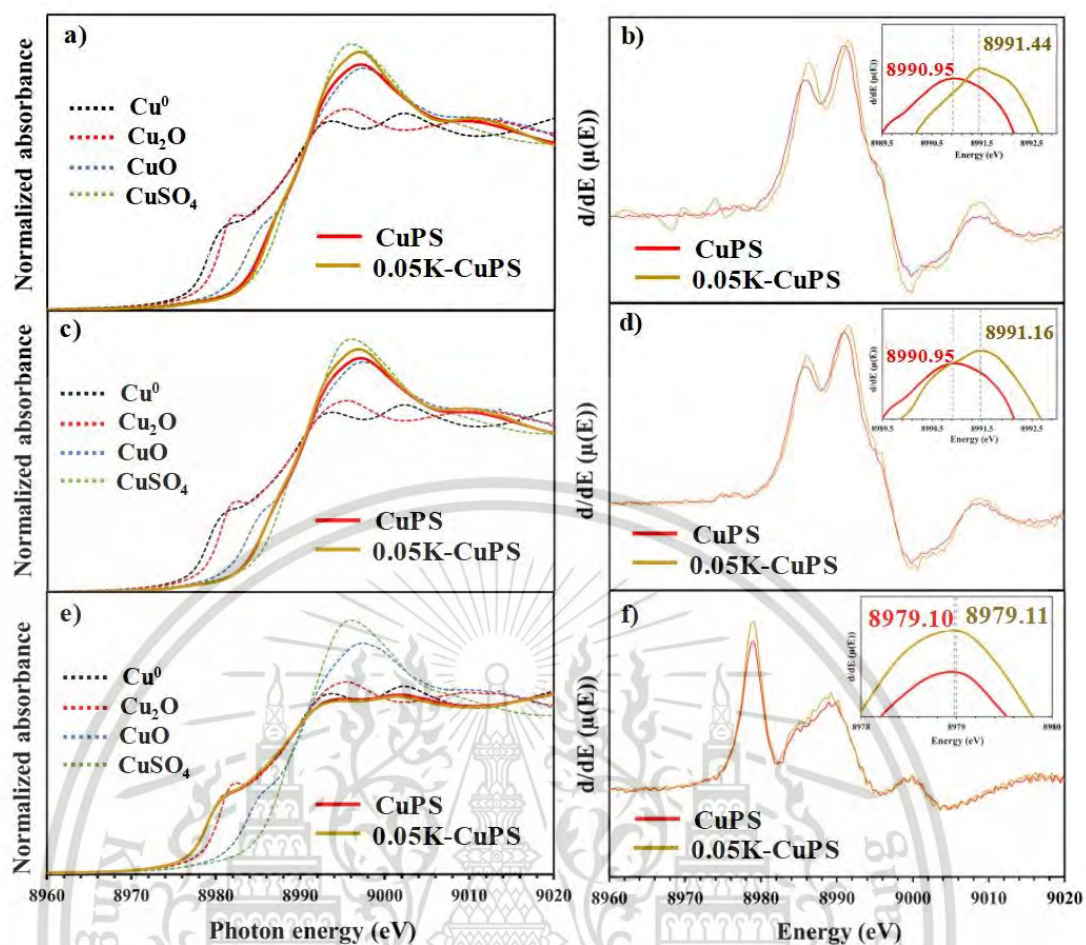 a)
Normalized absorbance
Cu⁰
Cu₂O
CuO
CuSO₄
CuPS
0.05K-CuPS
b)
d/dE (μ(E))
CuPS
0.05K-CuPS
8991.44
8990.95
d/dE (μ(E))
8989.5 8990.5 8991.5 8992.5
Energy (eV)
c)
Normalized absorbance
Cu⁰
Cu₂O
CuO
CuSO₄
CuPS
0.05K-CuPS
d)
d/dE (μ(E))
CuPS
0.05K-CuPS
8991.16
8990.95
d/dE (μ(E))
8989.5 8990.5 8991.5 8992.5
Energy (eV)
e)
Normalized absorbance
Cu⁰
Cu₂O
CuO
CuSO₄
CuPS
0.05K-CuPS
8960 8970 8980 8990 9000 9010 9020
Photon energy (eV)
f)
d/dE (μ(E))
CuPS
0.05K-CuPS
8979.10 8979.11
d/dE (μ(E))
8978 8979 8980
Energy (eV)
8960 8970 8980 8990 9000 9010 9020
Energy (eV)